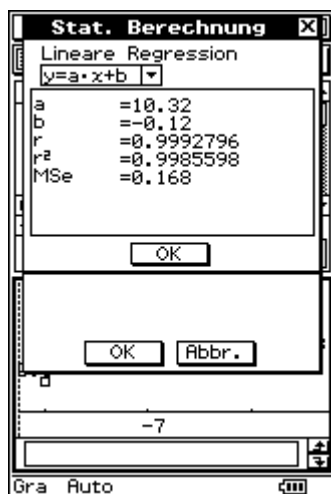 Stat. Berechnung
Lineare Regression
y=a·x+b
a =10.32
b =-0.12
r =0.9992796
r² =0.9985598
MSe =0.168
OK
OK Abbr.
-7
Gra Auto